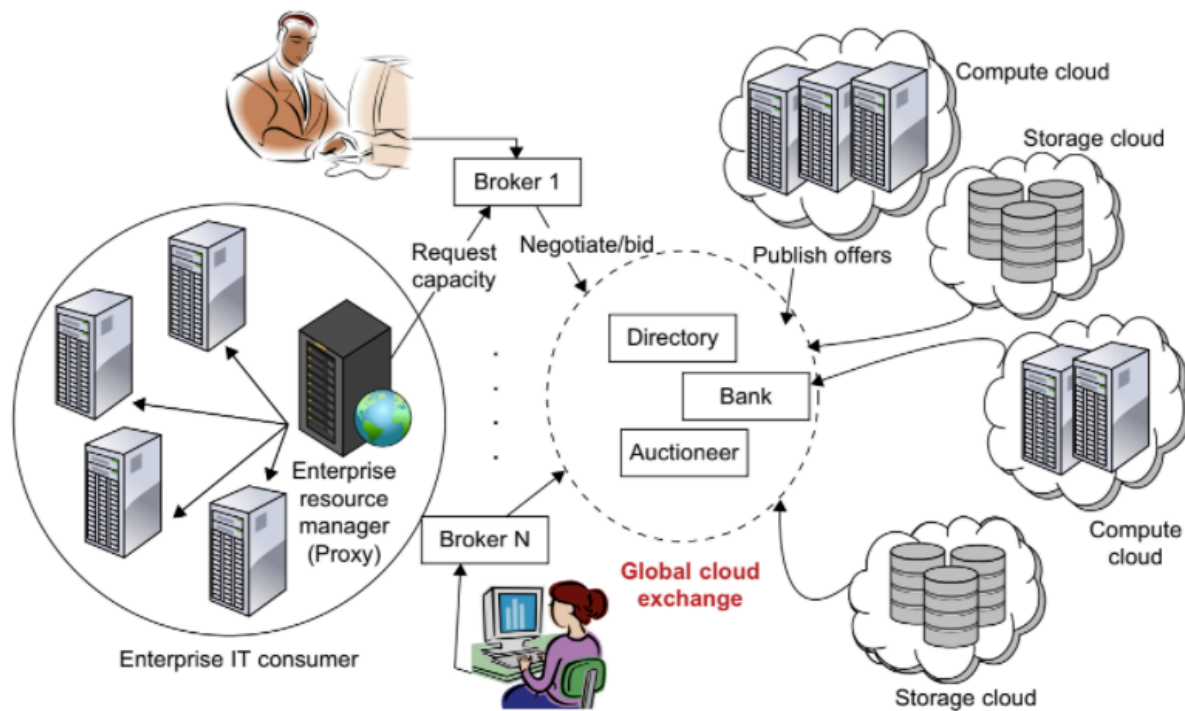 Compute cloud
Storage cloud
Broker 1
Request
capacity
Negotiate/bid
Publish offers
Directory
Bank
Auctioneer
Enterprise
resource
manager
(Proxy)
Broker N
Global cloud
exchange
Compute
cloud
Enterprise IT consumer
Storage cloud